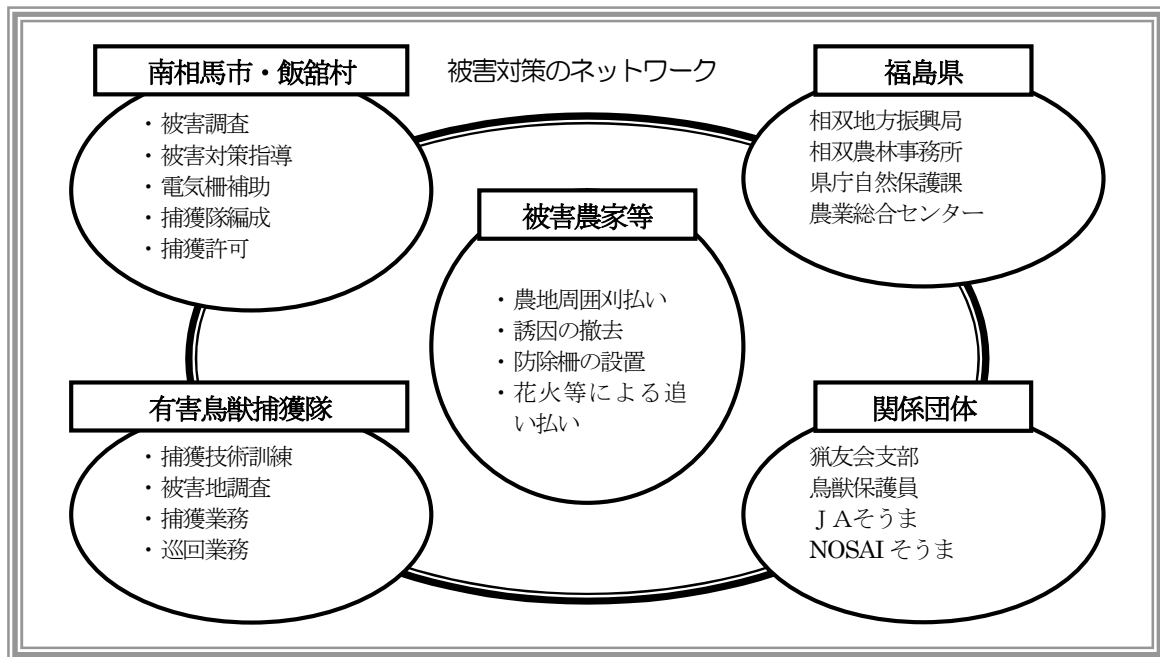 被害対策のネットワーク
南相馬市・飯舘村
・被害調査
・被害対策指導
・電気柵補助
・捕獲隊編成
・捕獲許可
福島県
相双地方振興局
相双農林事務所
県庁自然保護課
農業総合センター
被害農家等
・農地周囲刈払い
・誘因の撤去
・防除柵の設置
・花火等による追
い払い
有害鳥獣捕獲隊
・捕獲技術訓練
・被害地調査
・捕獲業務
・巡回業務
関係団体
猟友会支部
鳥獣保護員
ＪＡそうま
NOSAI そうま